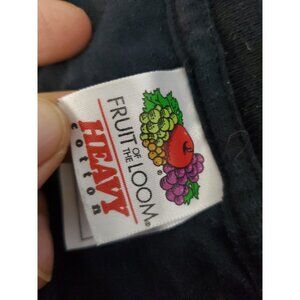 FRUIT OF
THE LOOM®
HEAVY
cotton